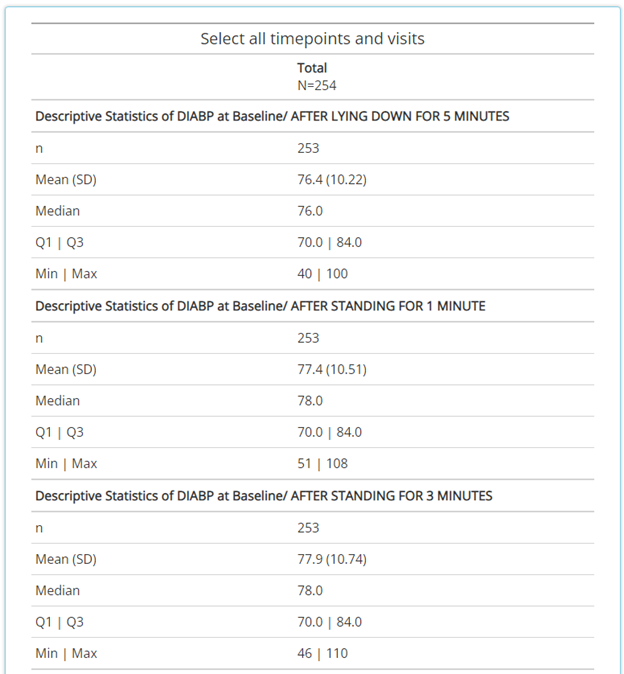 Select all timepoints and visits
Total
N=254
Descriptive Statistics of DIABP at Baseline/ AFTER LYING DOWN FOR 5 MINUTES
n 253
Mean (SD) 76.4 (10.22)
Median 76.0
Q1 | Q3 70.0 | 84.0
Min | Max 40 | 100
Descriptive Statistics of DIABP at Baseline/ AFTER STANDING FOR 1 MINUTE
n 253
Mean (SD) 77.4 (10.51)
Median 78.0
Q1 | Q3 70.0 | 84.0
Min | Max 51 | 108
Descriptive Statistics of DIABP at Baseline/ AFTER STANDING FOR 3 MINUTES
n 253
Mean (SD) 77.9 (10.74)
Median 78.0
Q1 | Q3 70.0 | 84.0
Min | Max 46 | 110